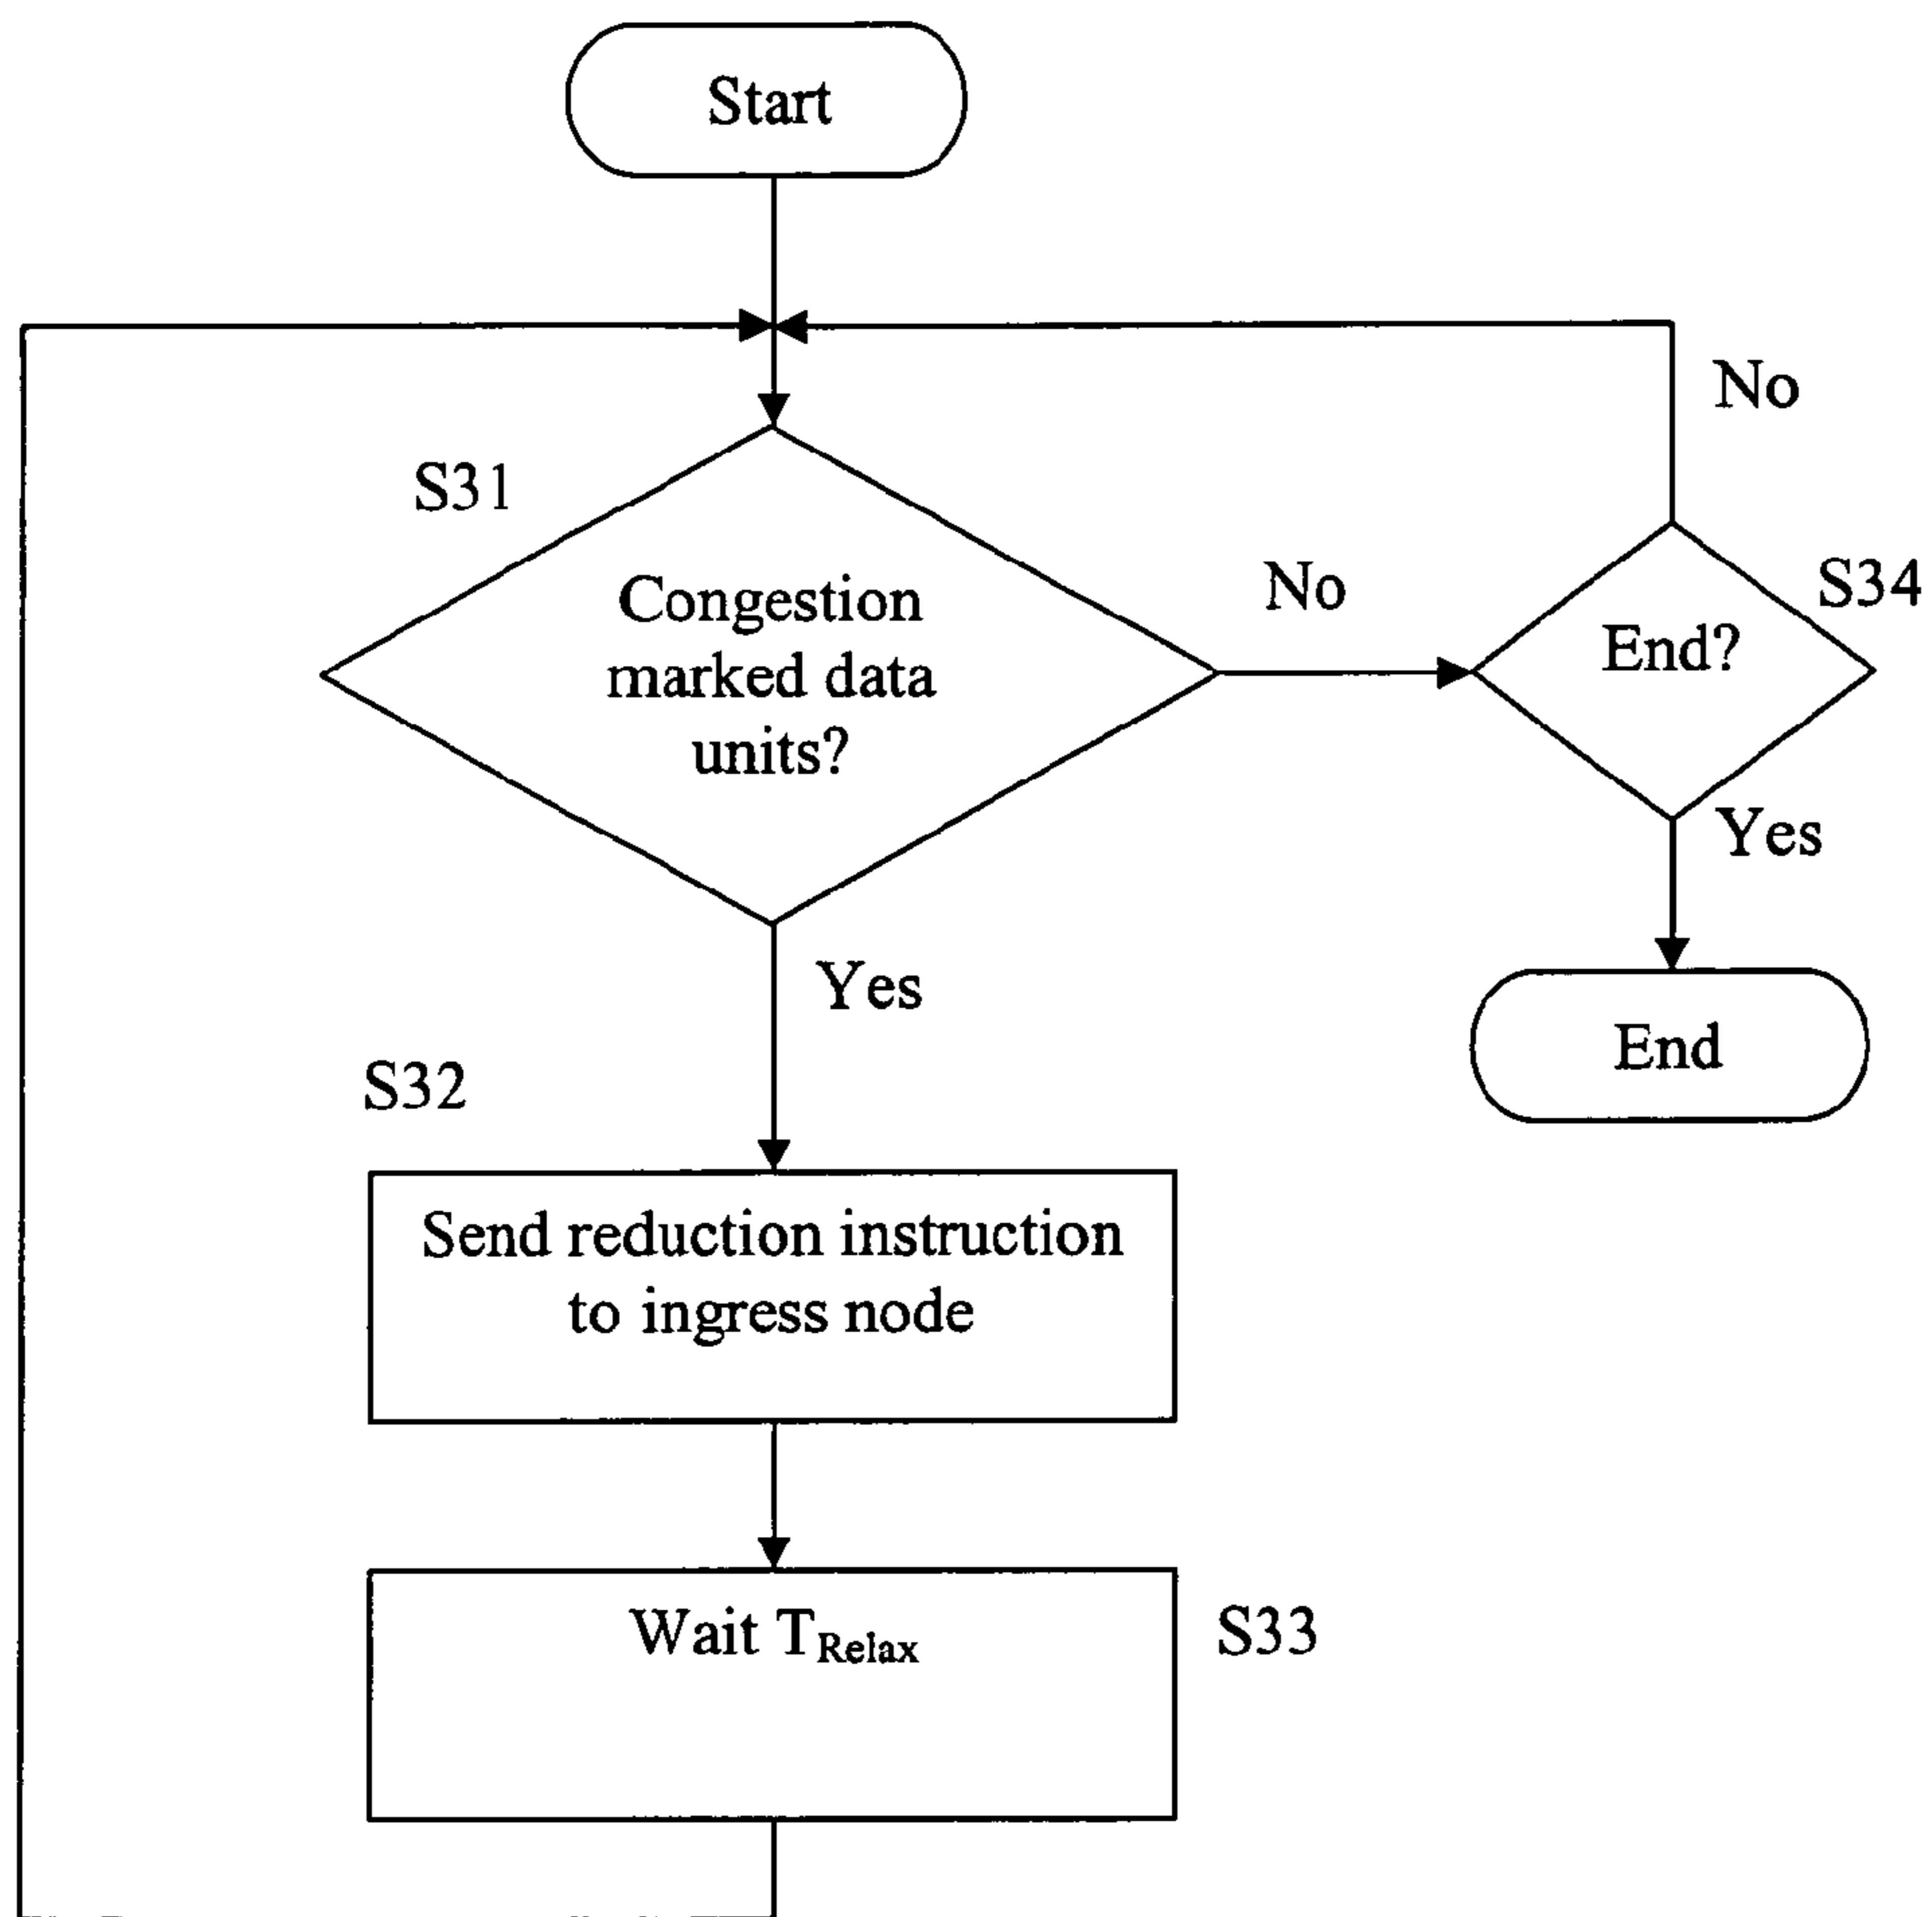 Start
No
S31
Congestion
marked data
units?
No
End?
S34
Yes
Yes
End
S32
Send reduction instruction
to ingress node
Wait T_Relax
S33